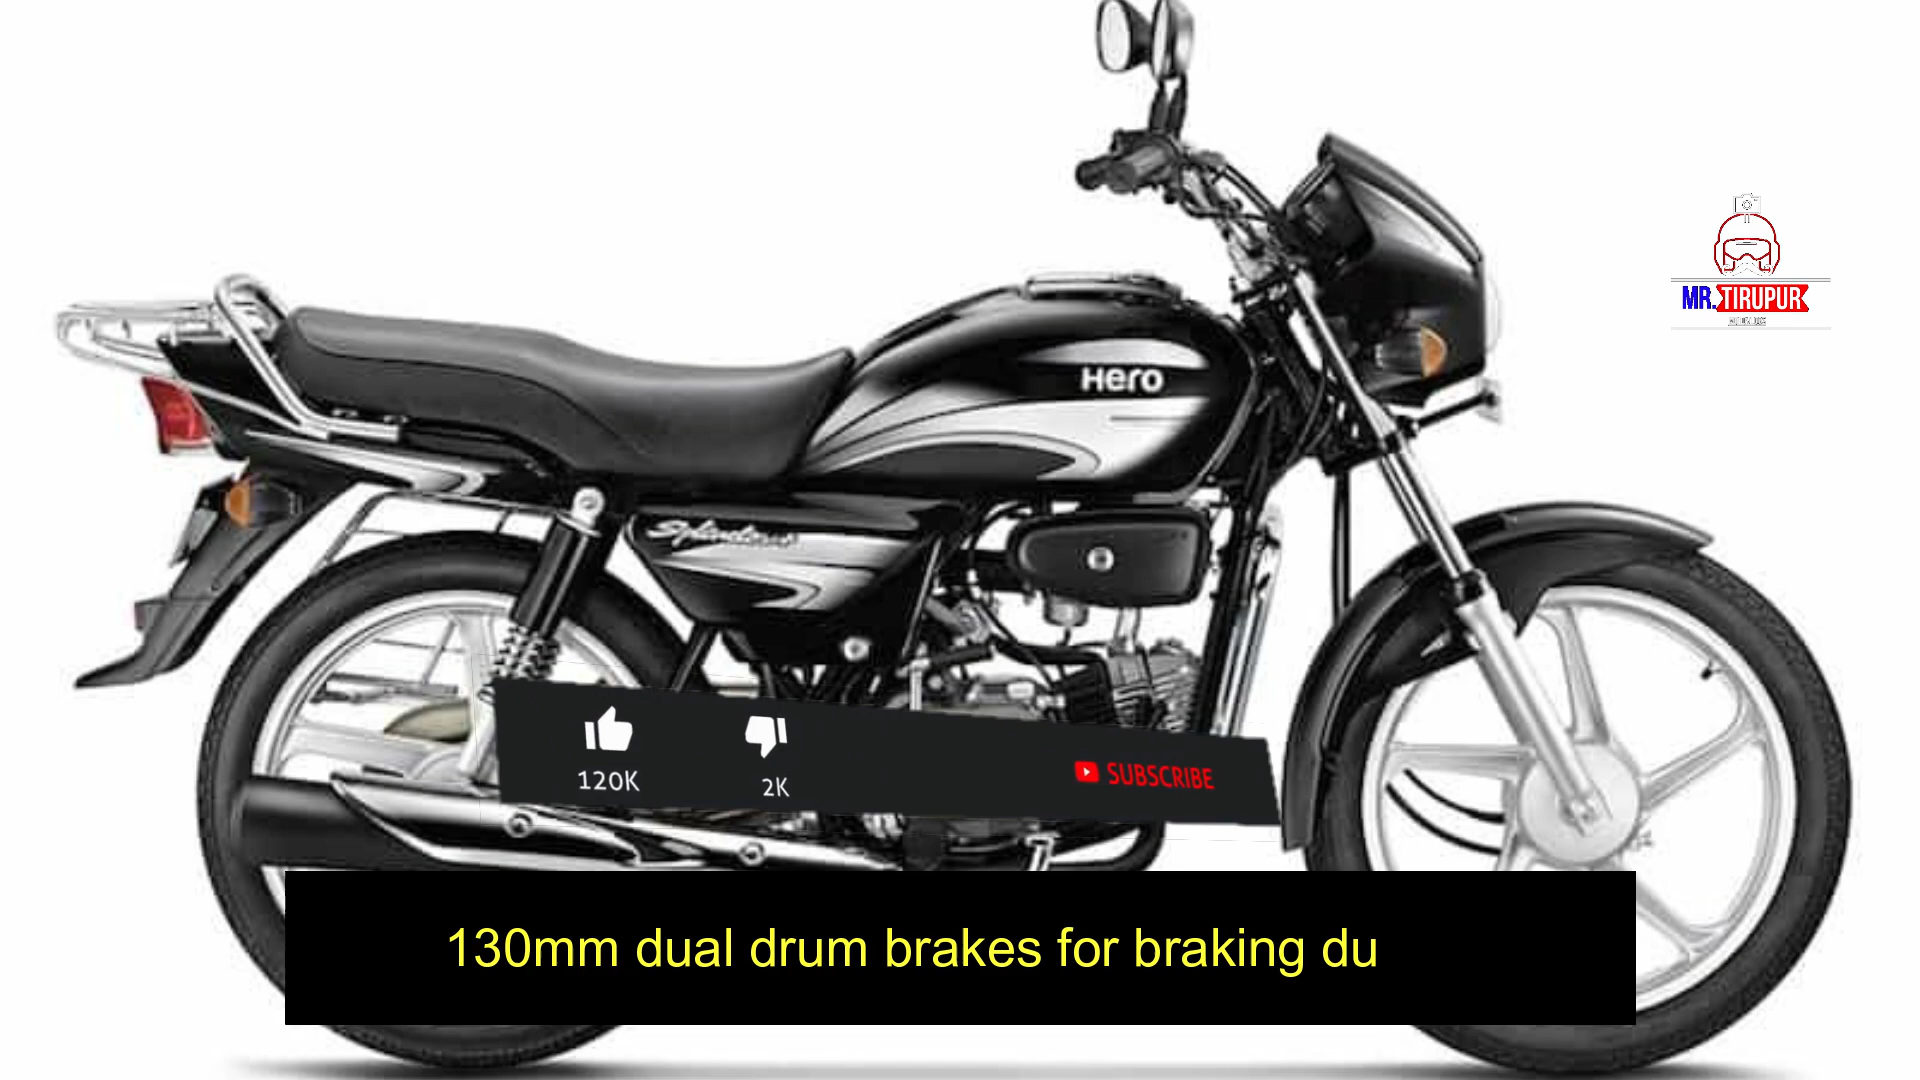 Hero
Splendor
MR. TIRUPUR
120K
2K
SUBSCRIBE
130mm dual drum brakes for braking du